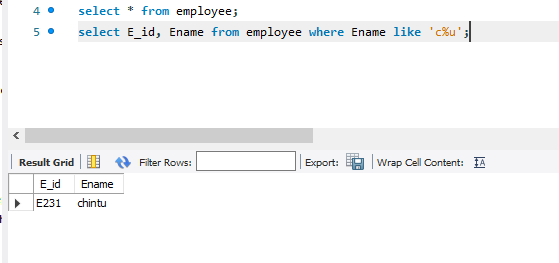 4 select * from employee;
5 select E_id, Ename from employee where Ename like 'c%u';
Result Grid Filter Rows: Export: Wrap Cell Content: IA
E_id Ename
E231 chintu